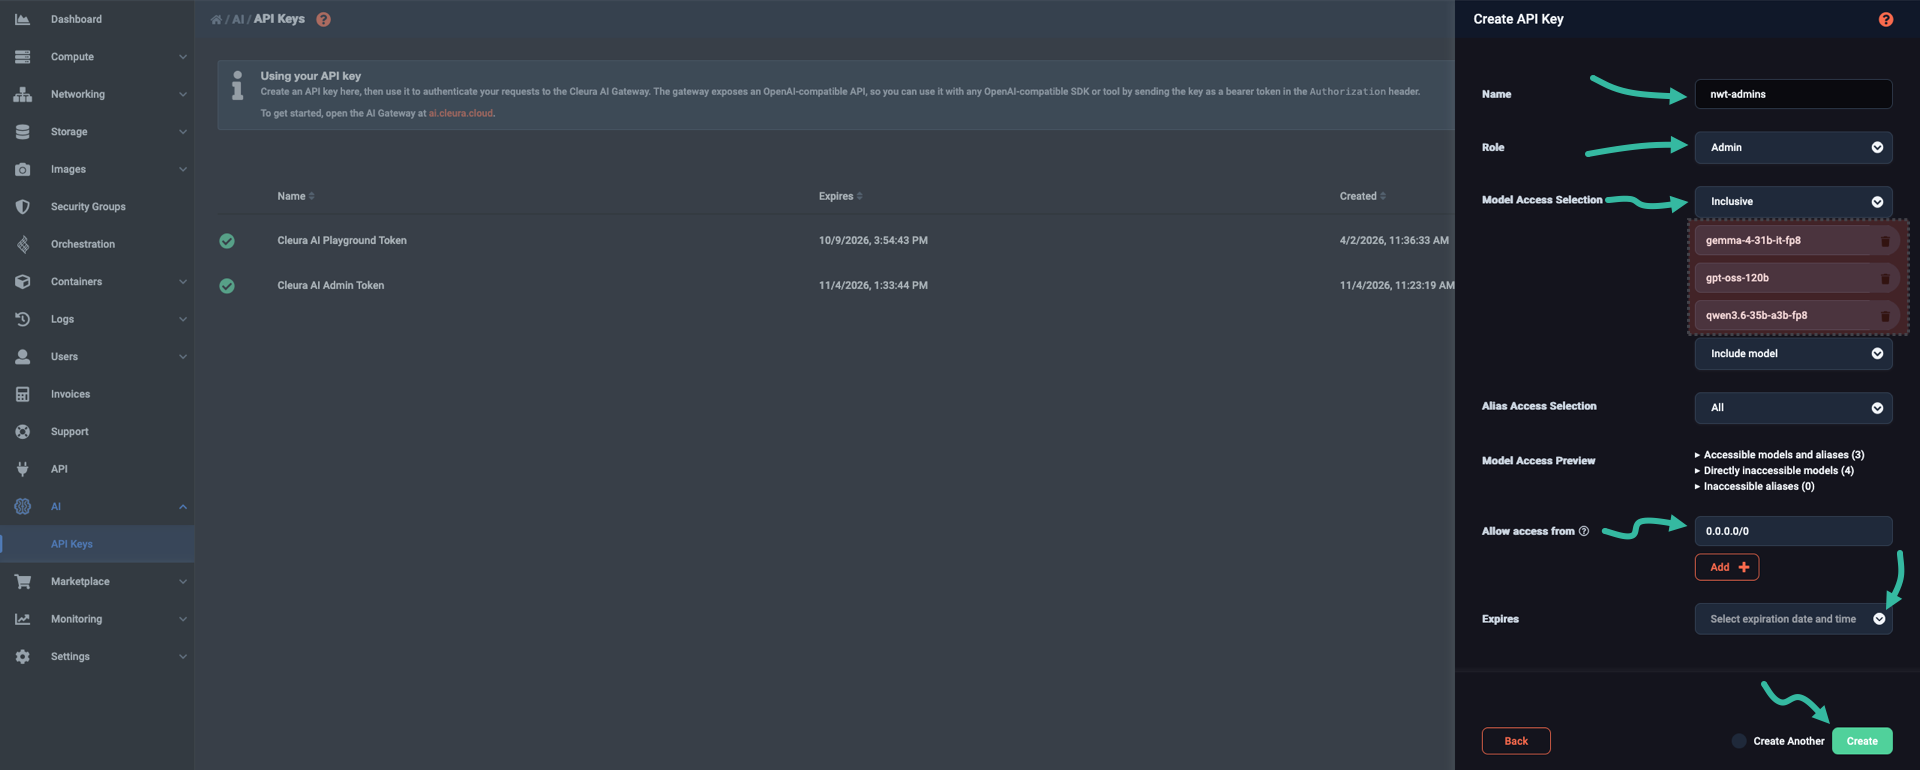 Dashboard
Compute
Networking
Storage
Images
Security Groups
Orchestration
Containers
Logs
Users
Invoices
Support
API
AI
API Keys
Marketplace
Monitoring
Settings
/ AI / API Keys ?
Using your API key
Create an API key here, then use it to authenticate your requests to the Cleura AI Gateway. The gateway exposes an OpenAI-compatible API, so you can use it with any OpenAI-compatible SDK or tool by sending the key as a bearer token in the Authorization header.
To get started, open the AI Gateway at ai.cleura.cloud.
Name Expires Created
Cleura AI Playground Token 10/9/2026, 3:54:43 PM 4/2/2026, 11:36:33 AM
Cleura AI Admin Token 11/4/2026, 1:33:44 PM 11/4/2026, 11:23:19 AM
Create API Key ?
Name nwt-admins
Role Admin
Model Access Selection Inclusive
gemma-4-31b-it-fp8
gpt-oss-120b
qwen3.6-35b-a3b-fp8
Include model
Alias Access Selection All
Model Access Preview ▸ Accessible models and aliases (3)
▸ Directly inaccessible models (4)
▸ Inaccessible aliases (0)
Allow access from ? 0.0.0.0/0
Add +
Expires Select expiration date and time
Back Create Another Create